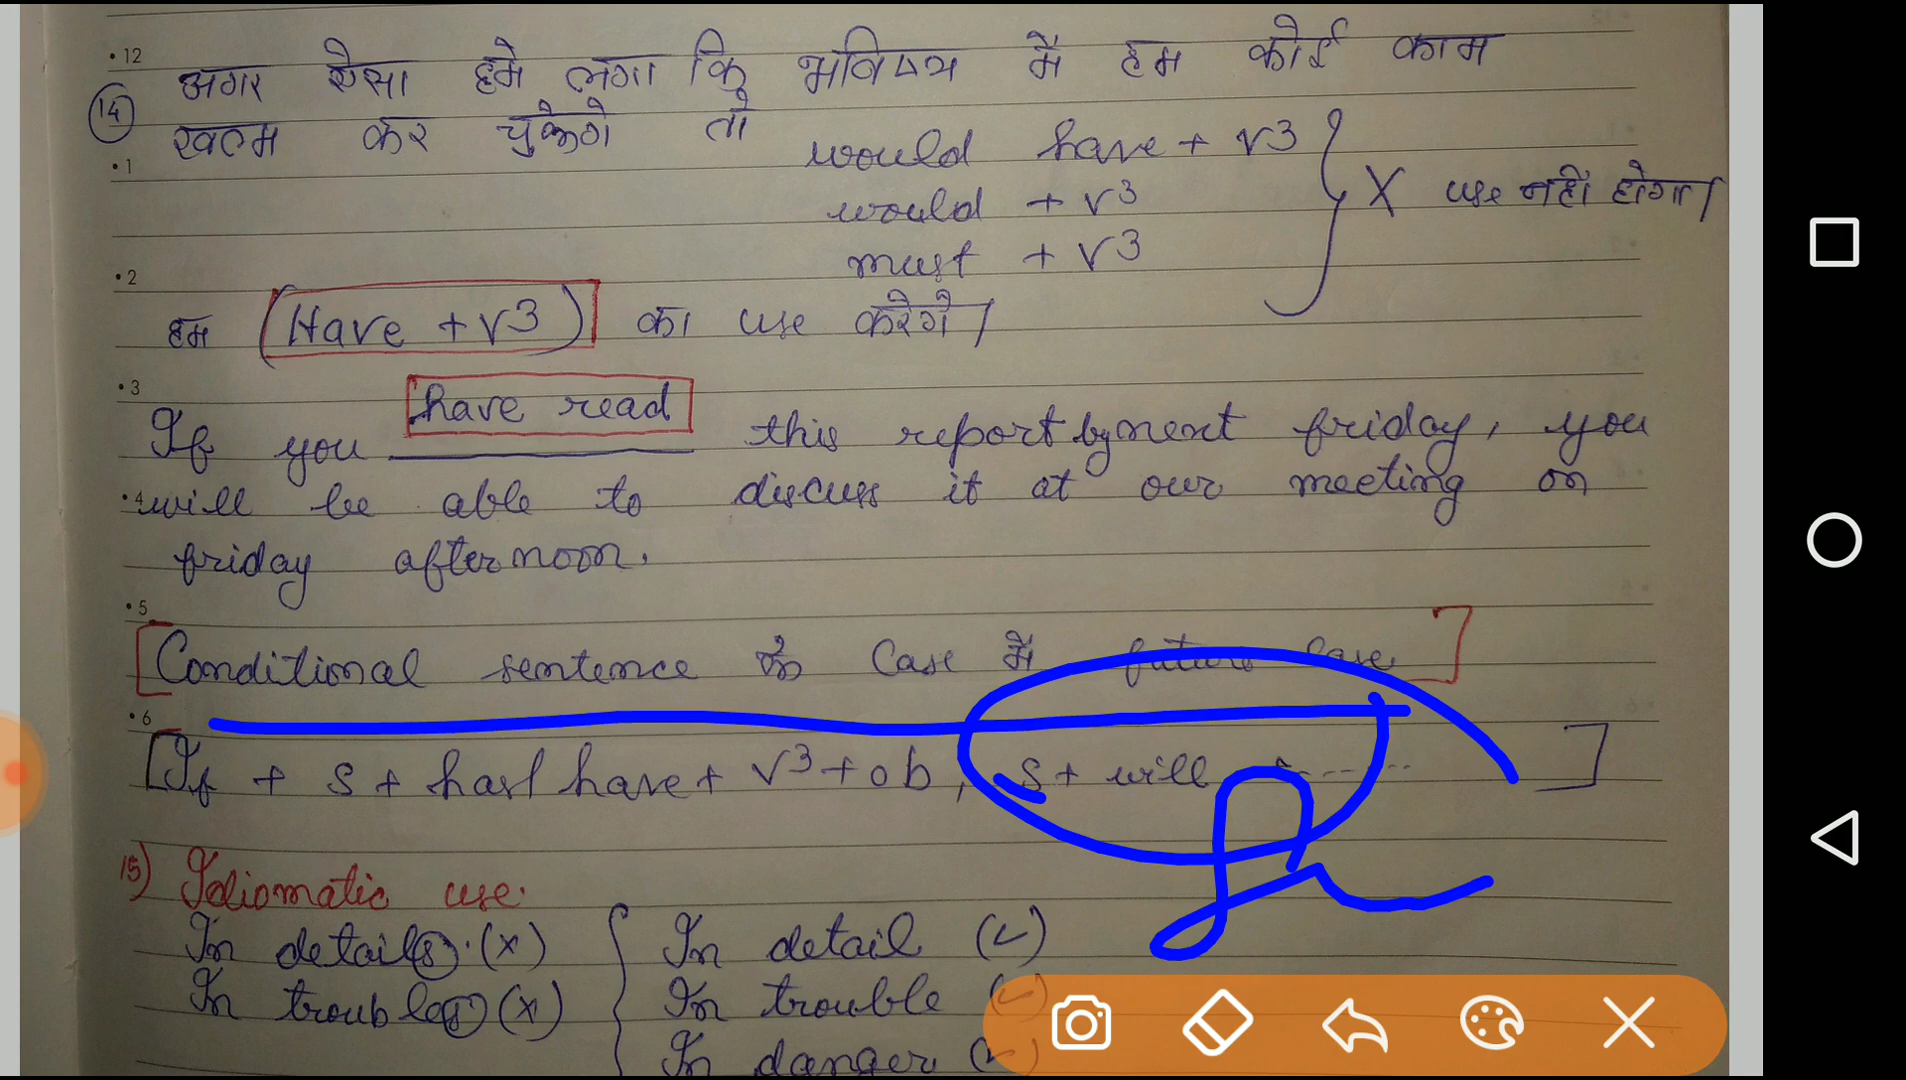 12
अगर ऐसा हमे लगा कि भविष्य में हम कोई काम
14
खत्म कर चुकेगे तो
would have + v3
1
would + v3
X use नहीं होगा।
must + v3
2
हम (Have + v3) का use करेगे।
3
have read
If you this report by next friday, you
4
will be able to discuss it at our meeting on
friday afternoon.
5
[Conditional sentence के Case में future Case]
6
[If + S + has/have + v3 + ob, S + will + ------]
15) Idiomatic use.
In details. (x) In detail (✓)
In troubles (x) In trouble (✓)
In danger (✓)